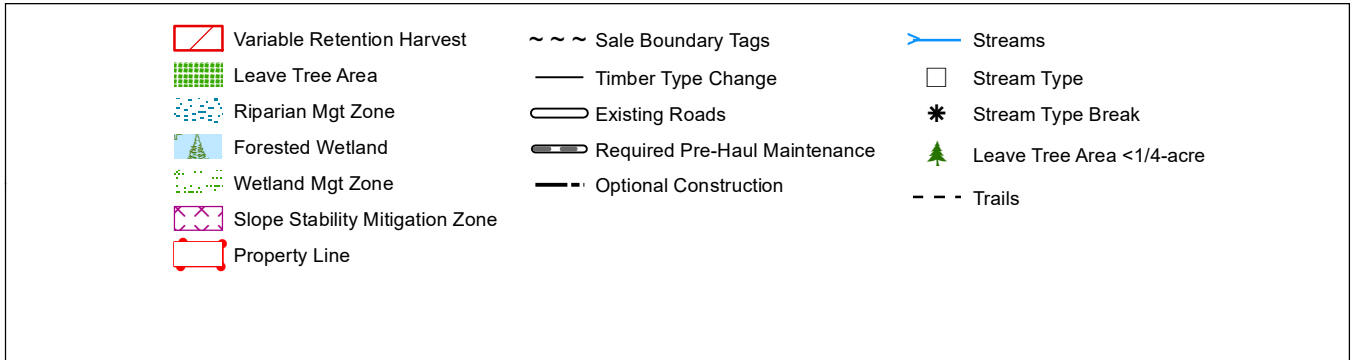 Variable Retention Harvest
Leave Tree Area
Riparian Mgt Zone
Forested Wetland
Wetland Mgt Zone
Slope Stability Mitigation Zone
Property Line
Sale Boundary Tags
Timber Type Change
Existing Roads
Required Pre-Haul Maintenance
Optional Construction
Streams
Stream Type
Stream Type Break
Leave Tree Area <1/4-acre
Trails